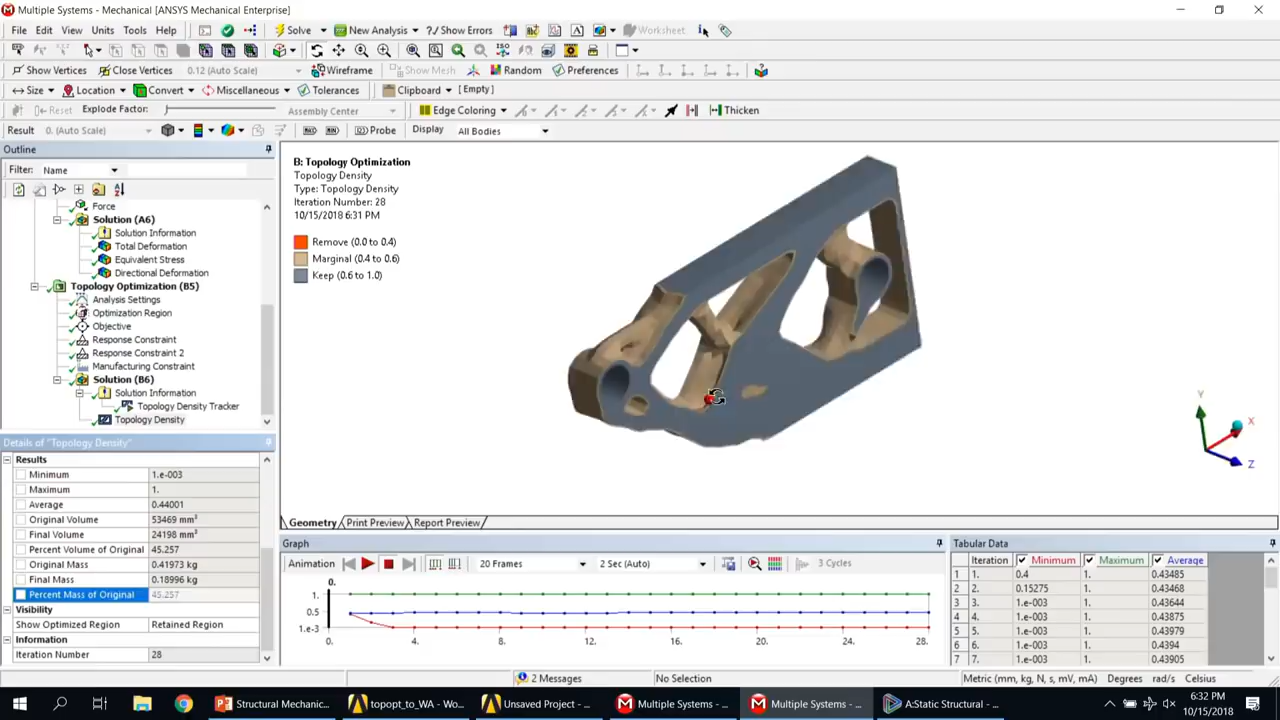 Multiple Systems - Mechanical [ANSYS Mechanical Enterprise]
File Edit View Units Tools Help Solve New Analysis Show Errors Worksheet
Show Vertices Close Vertices 0.12 (Auto Scale) Wireframe Show Mesh Random Preferences
Size Location Convert Miscellaneous Tolerances Clipboard [Empty]
Reset Explode Factor: Assembly Center Edge Coloring Thicken
Result 0. (Auto Scale) Probe Display All Bodies
Outline
Filter: Name
Force
Solution (A6)
Solution Information
Total Deformation
Equivalent Stress
Directional Deformation
Topology Optimization (B5)
Analysis Settings
Optimization Region
Objective
Response Constraint
Response Constraint 2
Manufacturing Constraint
Solution (B6)
Solution Information
Topology Density Tracker
Topology Density
B: Topology Optimization
Topology Density
Type: Topology Density
Iteration Number: 28
10/15/2018 6:31 PM
Remove (0.0 to 0.4)
Marginal (0.4 to 0.6)
Keep (0.6 to 1.0)
Y
X
Z
Details of "Topology Density"
Results
Minimum 1.e-003
Maximum 1.
Average 0.44001
Original Volume 53469 mm³
Final Volume 24198 mm³
Percent Volume of Original 45.257
Original Mass 0.41973 kg
Final Mass 0.18996 kg
Percent Mass of Original 45.257
Visibility
Show Optimized Region Retained Region
Information
Iteration Number 28
Geometry Print Preview Report Preview
Graph
Animation 20 Frames 2 Sec (Auto) 3 Cycles
0.
1.
0.5
1.e-3
0. 4. 8. 12. 16. 20. 24. 28.
Tabular Data
Iteration Minimum Maximum Average
1 1. 0.4 1. 0.43485
2 2. 0.15275 1. 0.43468
3 3. 1.e-003 1. 0.43644
4 4. 1.e-003 1. 0.43875
5 5. 1.e-003 1. 0.43979
6 6. 1.e-003 1. 0.4394
7 7. 1.e-003 1. 0.43905
2 Messages No Selection Metric (mm, kg, N, s, mV, mA) Degrees rad/s Celsius
Structural Mechanic... topopt_to_WA - Wo... Unsaved Project - ... Multiple Systems - ... Multiple Systems - ... A:Static Structural - ...
6:32 PM
10/15/2018